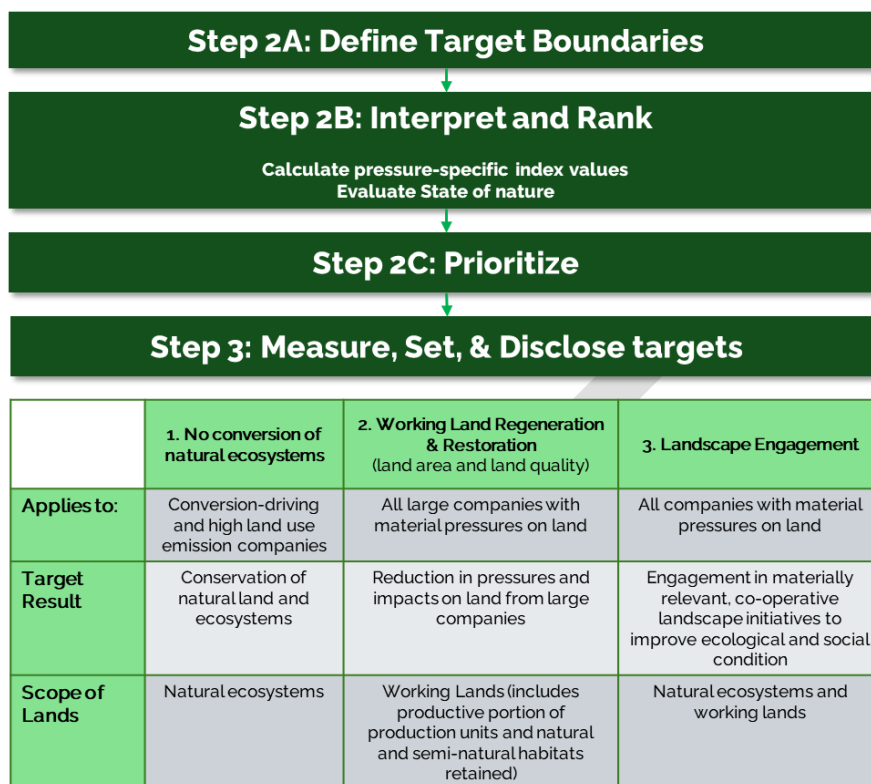 Step 2A: Define Target Boundaries
Step 2B: Interpret and Rank
Calculate pressure-specific index values
Evaluate State of nature
Step 2C: Prioritize
Step 3: Measure, Set, & Disclose targets
1. No conversion of
natural ecosystems
2. Working Land Regeneration
& Restoration
(land area and land quality)
3. Landscape Engagement
Applies to:
Conversion-driving
and high land use
emission companies
All large companies with
material pressures on land
All companies with material
pressures on land
Target
Result
Conservation of
natural land and
ecosystems
Reduction in pressures and
impacts on land from large
companies
Engagement in materially
relevant, co-operative
landscape initiatives to
improve ecological and social
condition
Scope of
Lands
Natural ecosystems
Working Lands (includes
productive portion of
production units and natural
and semi-natural habitats
retained)
Natural ecosystems and
working lands